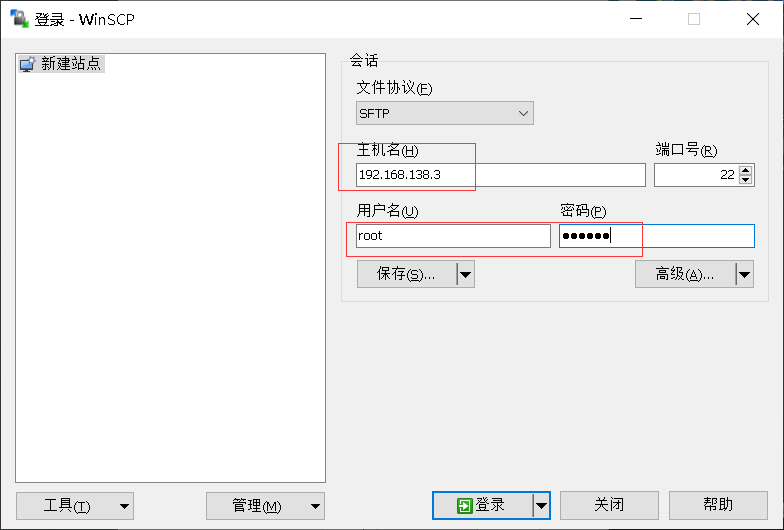 登录 - WinSCP
新建站点
会话
文件协议(F)
SFTP
主机名(H)
端口号(R)
192.168.138.3
22
用户名(U)
密码(P)
root
●●●●●●
保存(S)...
高级(A)...
工具(T)
管理(M)
登录
关闭
帮助